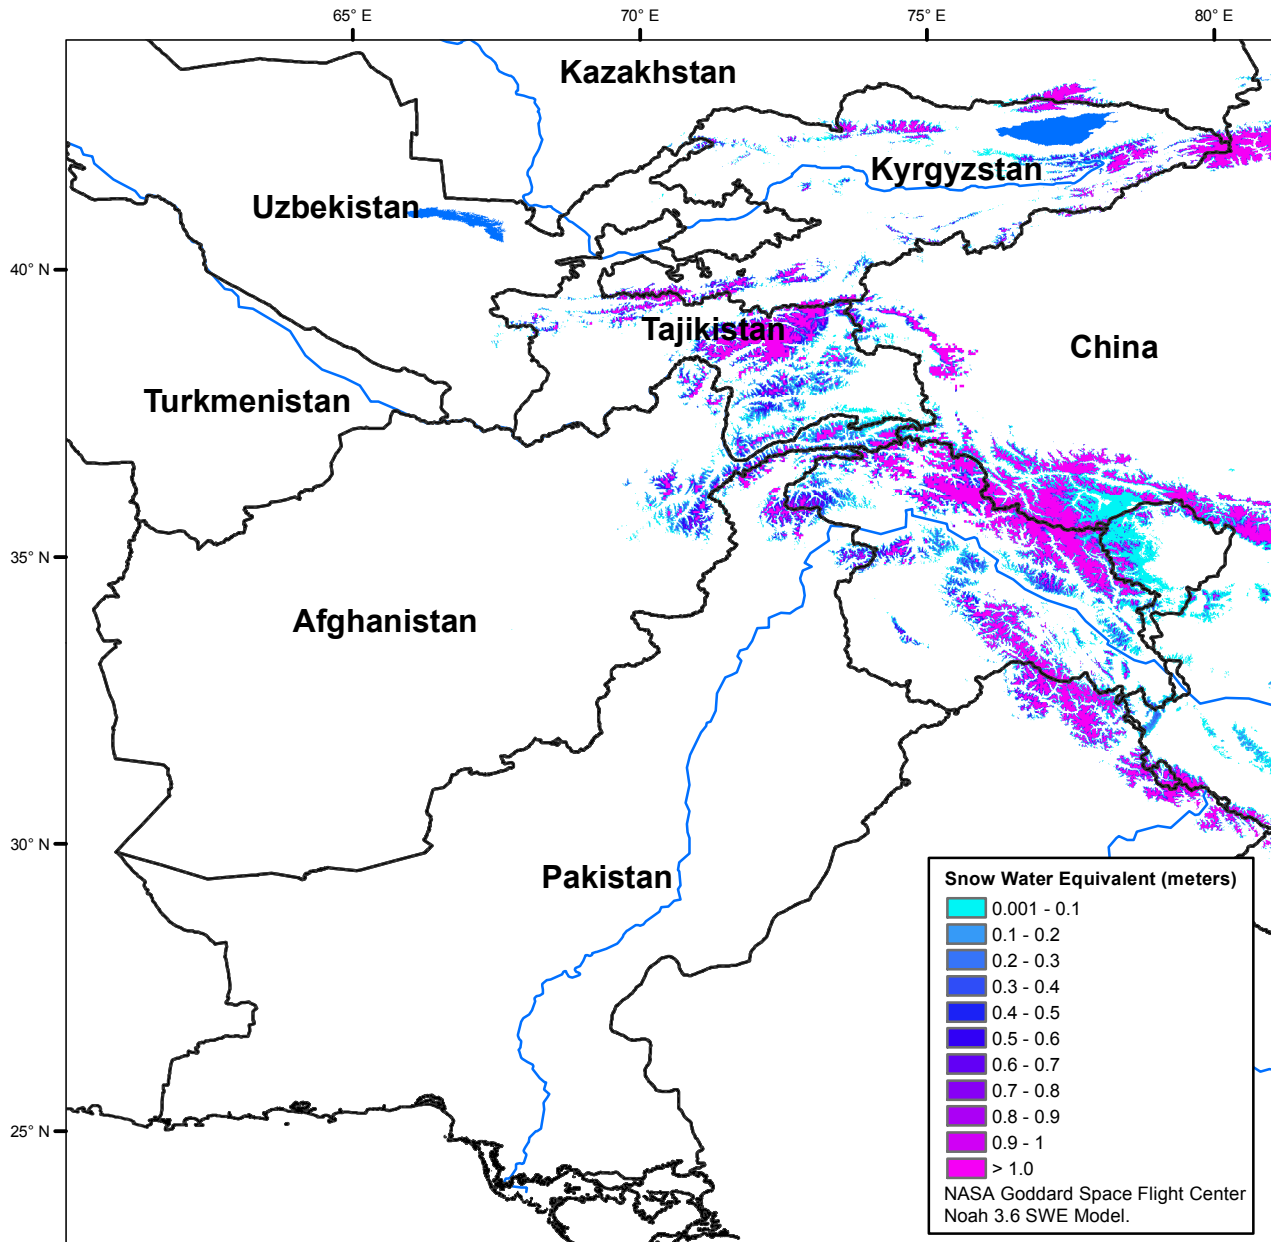 65° E
70° E
75° E
80° E
Kazakhstan
Kyrgyzstan
Uzbekistan
40° N
Tajikistan
China
Turkmenistan
35° N
Afghanistan
30° N
Pakistan
25° N
Snow Water Equivalent (meters)
0.001 - 0.1
0.1 - 0.2
0.2 - 0.3
0.3 - 0.4
0.4 - 0.5
0.5 - 0.6
0.6 - 0.7
0.7 - 0.8
0.8 - 0.9
0.9 - 1
> 1.0
NASA Goddard Space Flight Center
Noah 3.6 SWE Model.